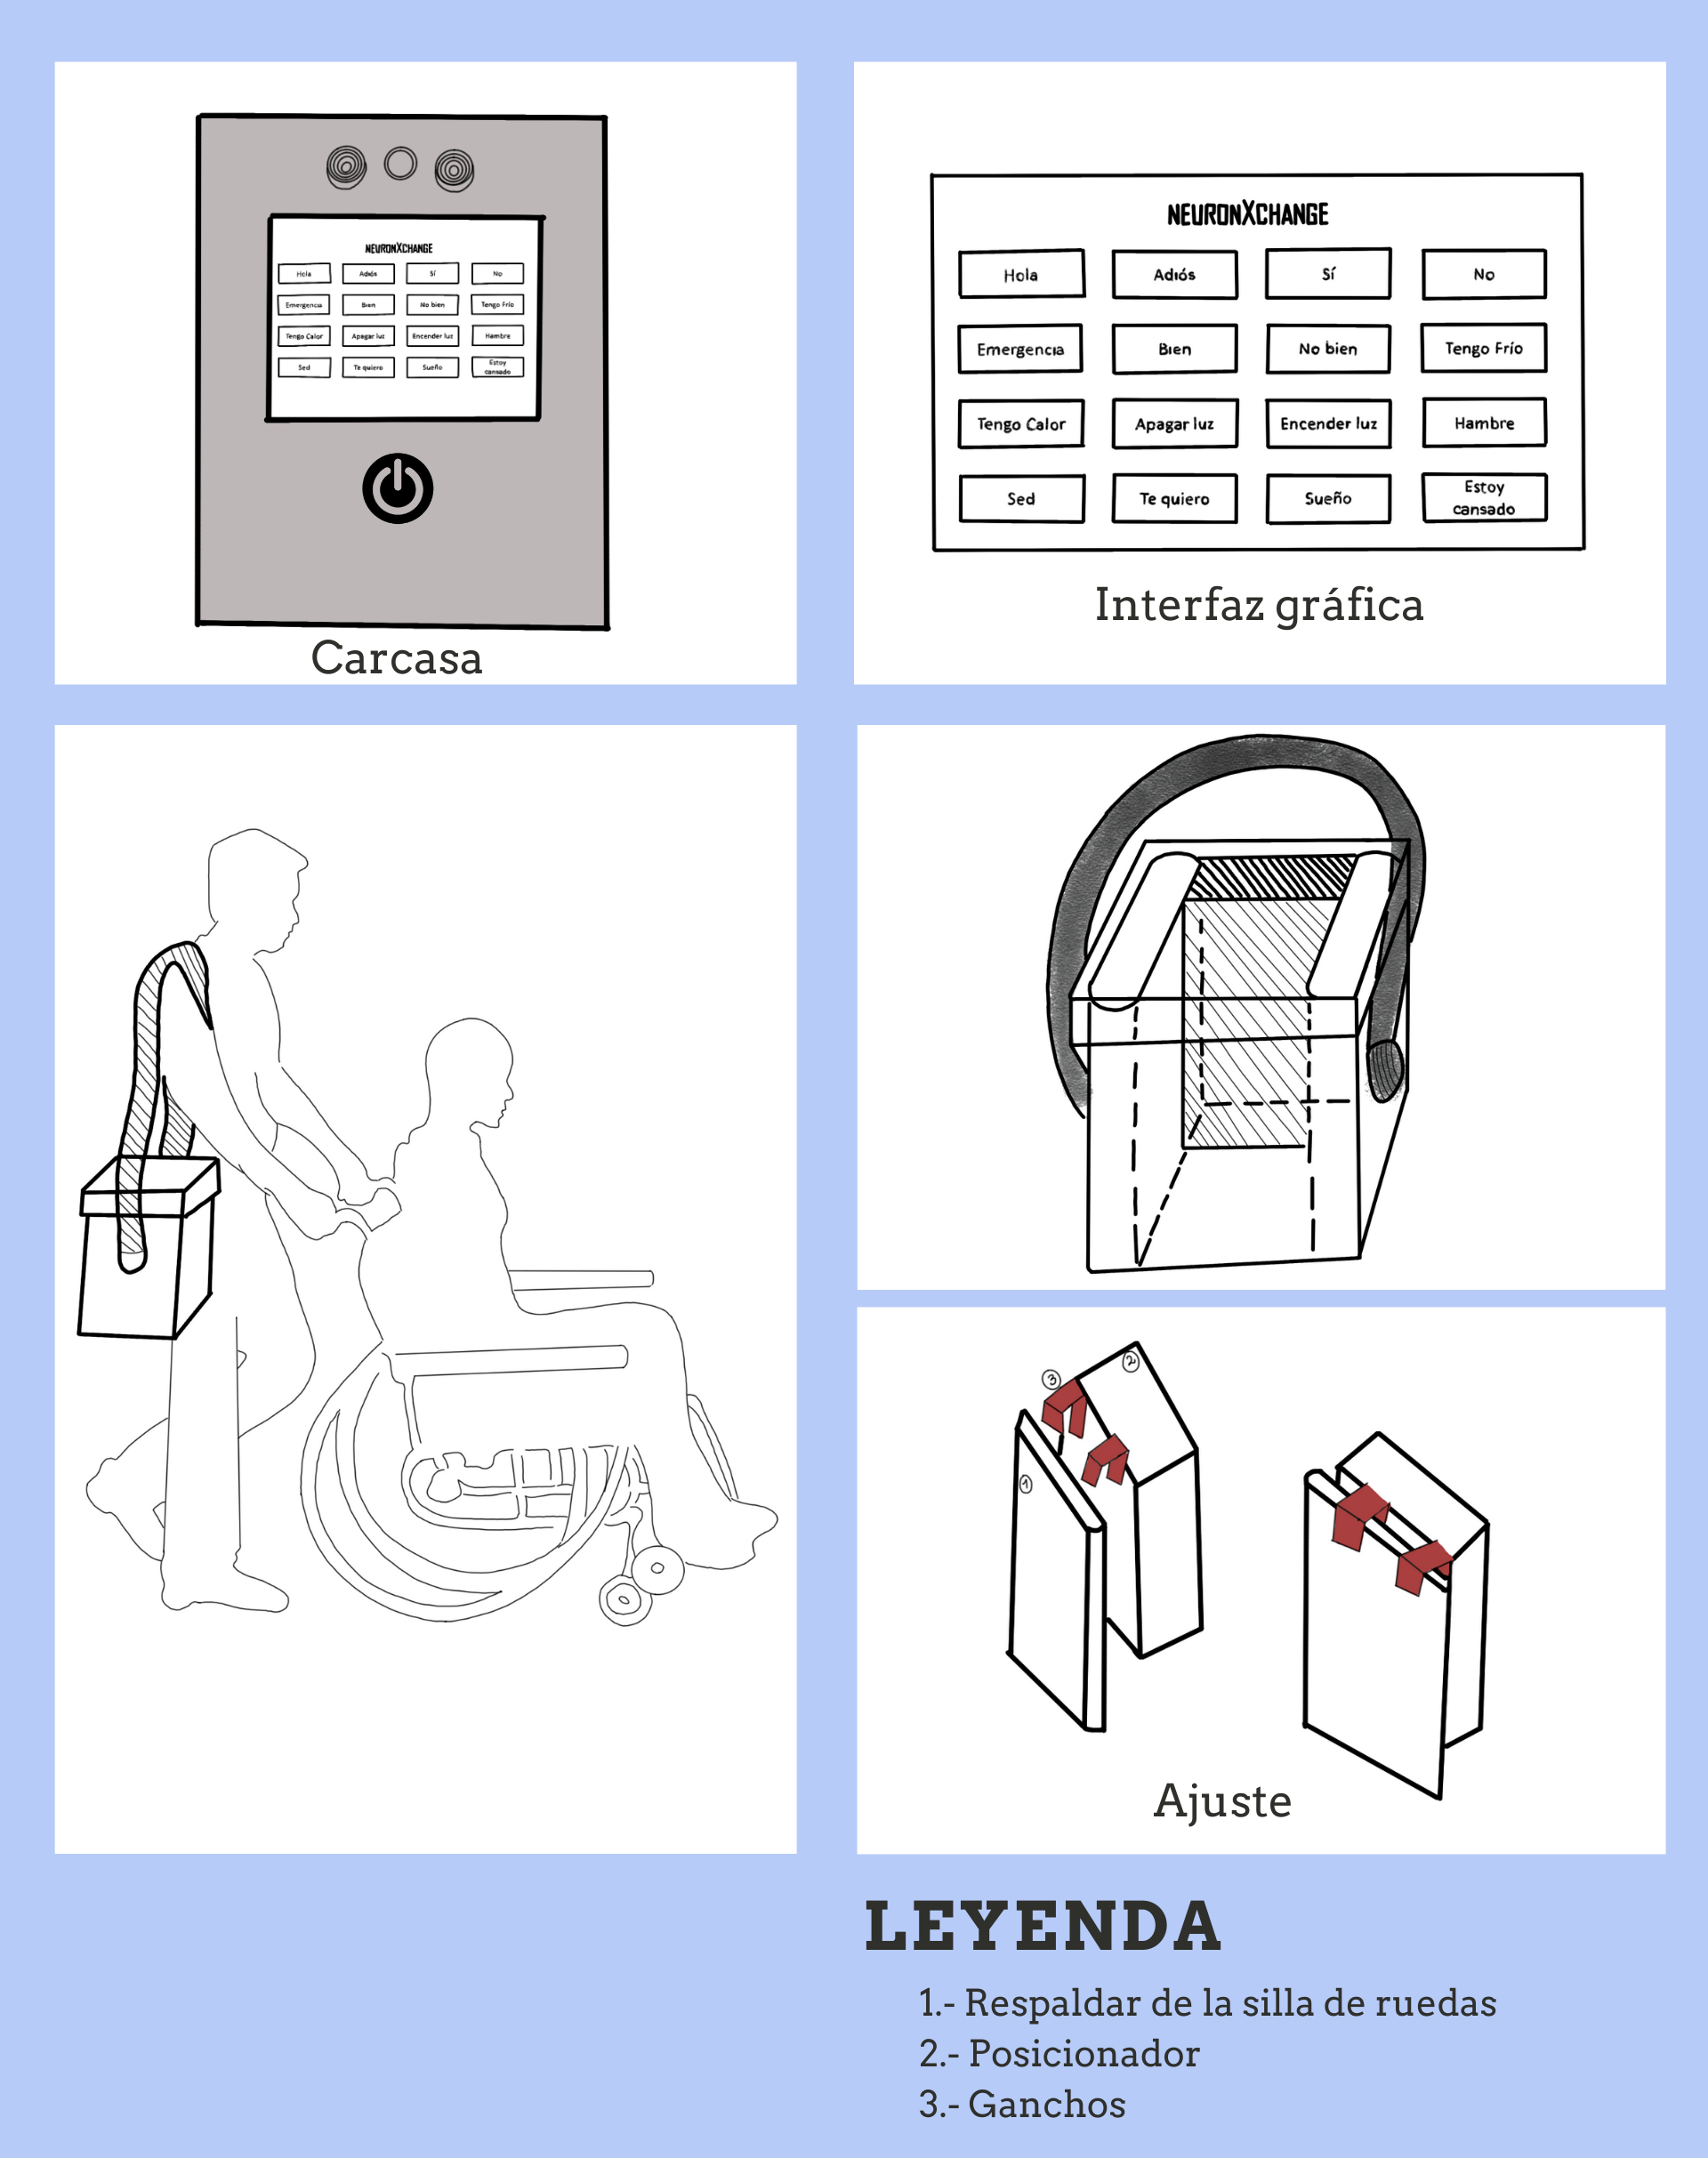 NEURONXCHANGE
Hola Adiós Sí No
Emergencia Bien No bien Tengo Frío
Tengo Calor Apagar luz Encender luz Hambre
Sed Te quiero Sueño Estoy
cansado
Carcasa
NEURONXCHANGE
Hola Adiós Sí No
Emergencia Bien No bien Tengo Frío
Tengo Calor Apagar luz Encender luz Hambre
Sed Te quiero Sueño Estoy
cansado
Interfaz gráfica
3
2
1
Ajuste
LEYENDA
1.- Respaldar de la silla de ruedas
2.- Posicionador
3.- Ganchos